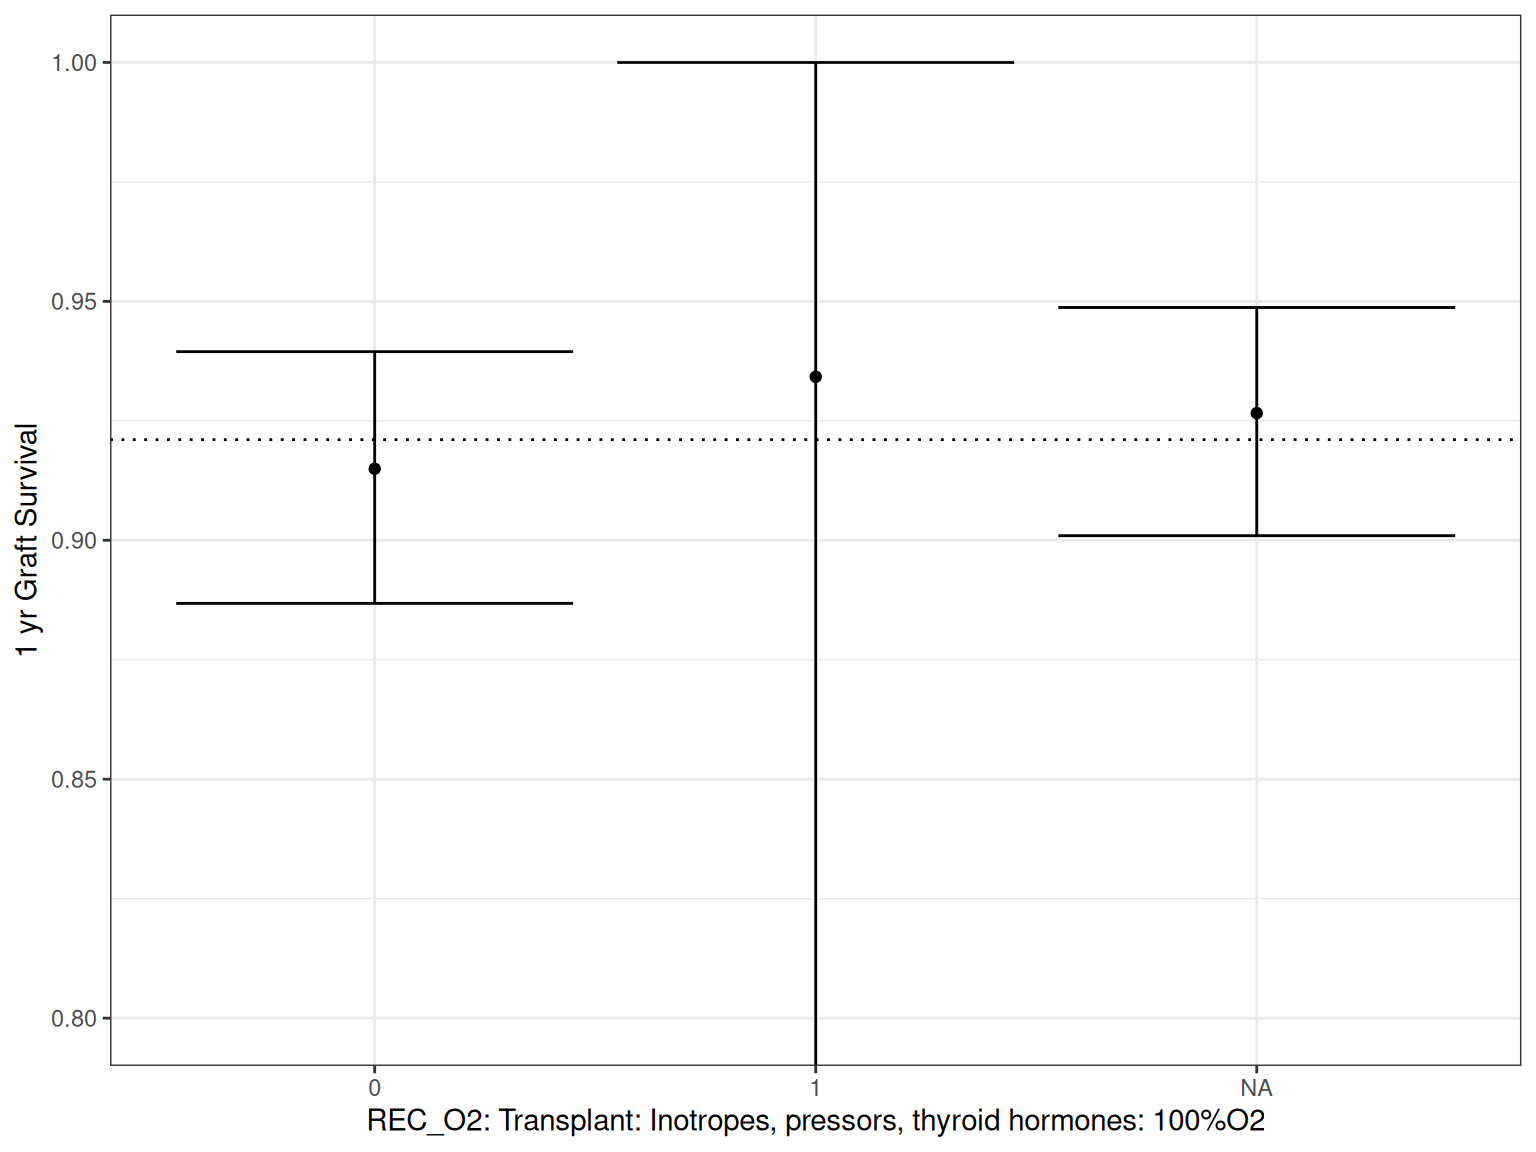 1.00
0.95
0.90
0.85
0.80
1 yr Graft Survival
0 1 NA
REC_O2: Transplant: Inotropes, pressors, thyroid hormones: 100%O2